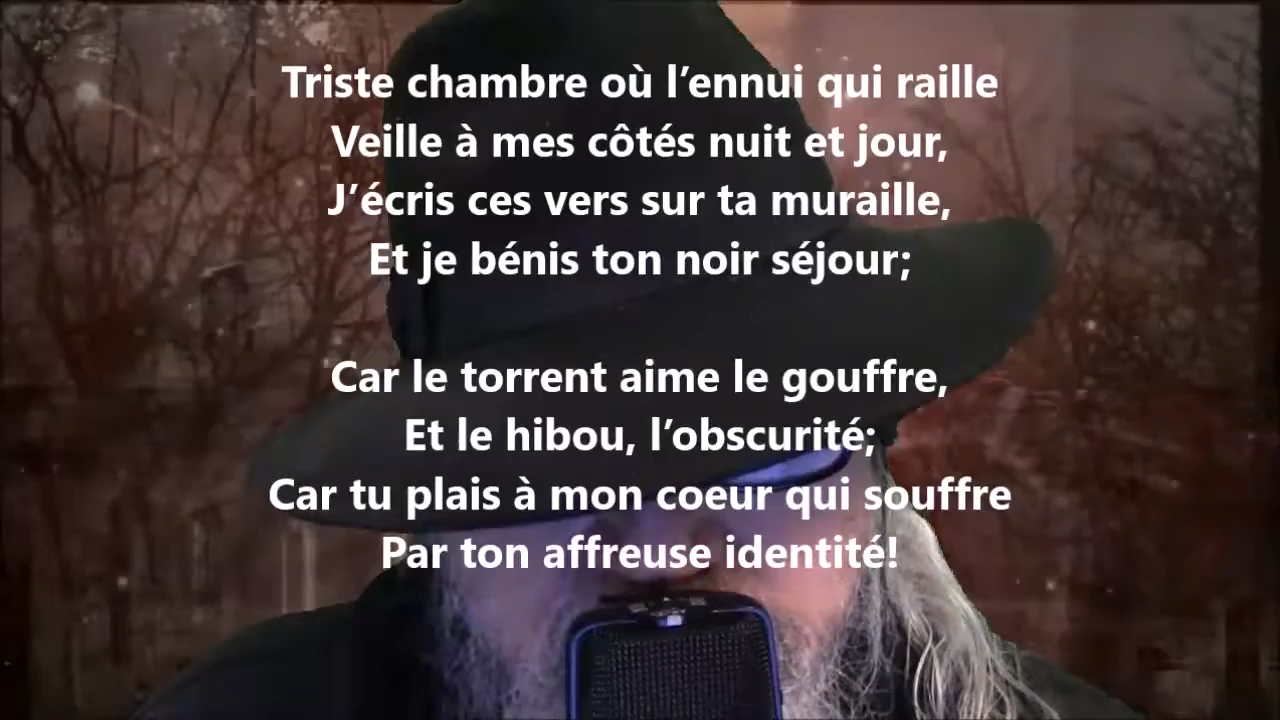 Triste chambre où l’ennui qui raille
Veille à mes côtés nuit et jour,
J’écris ces vers sur ta muraille,
Et je bénis ton noir séjour;
Car le torrent aime le gouffre,
Et le hibou, l’obscurité;
Car tu plais à mon coeur qui souffre
Par ton affreuse identité!